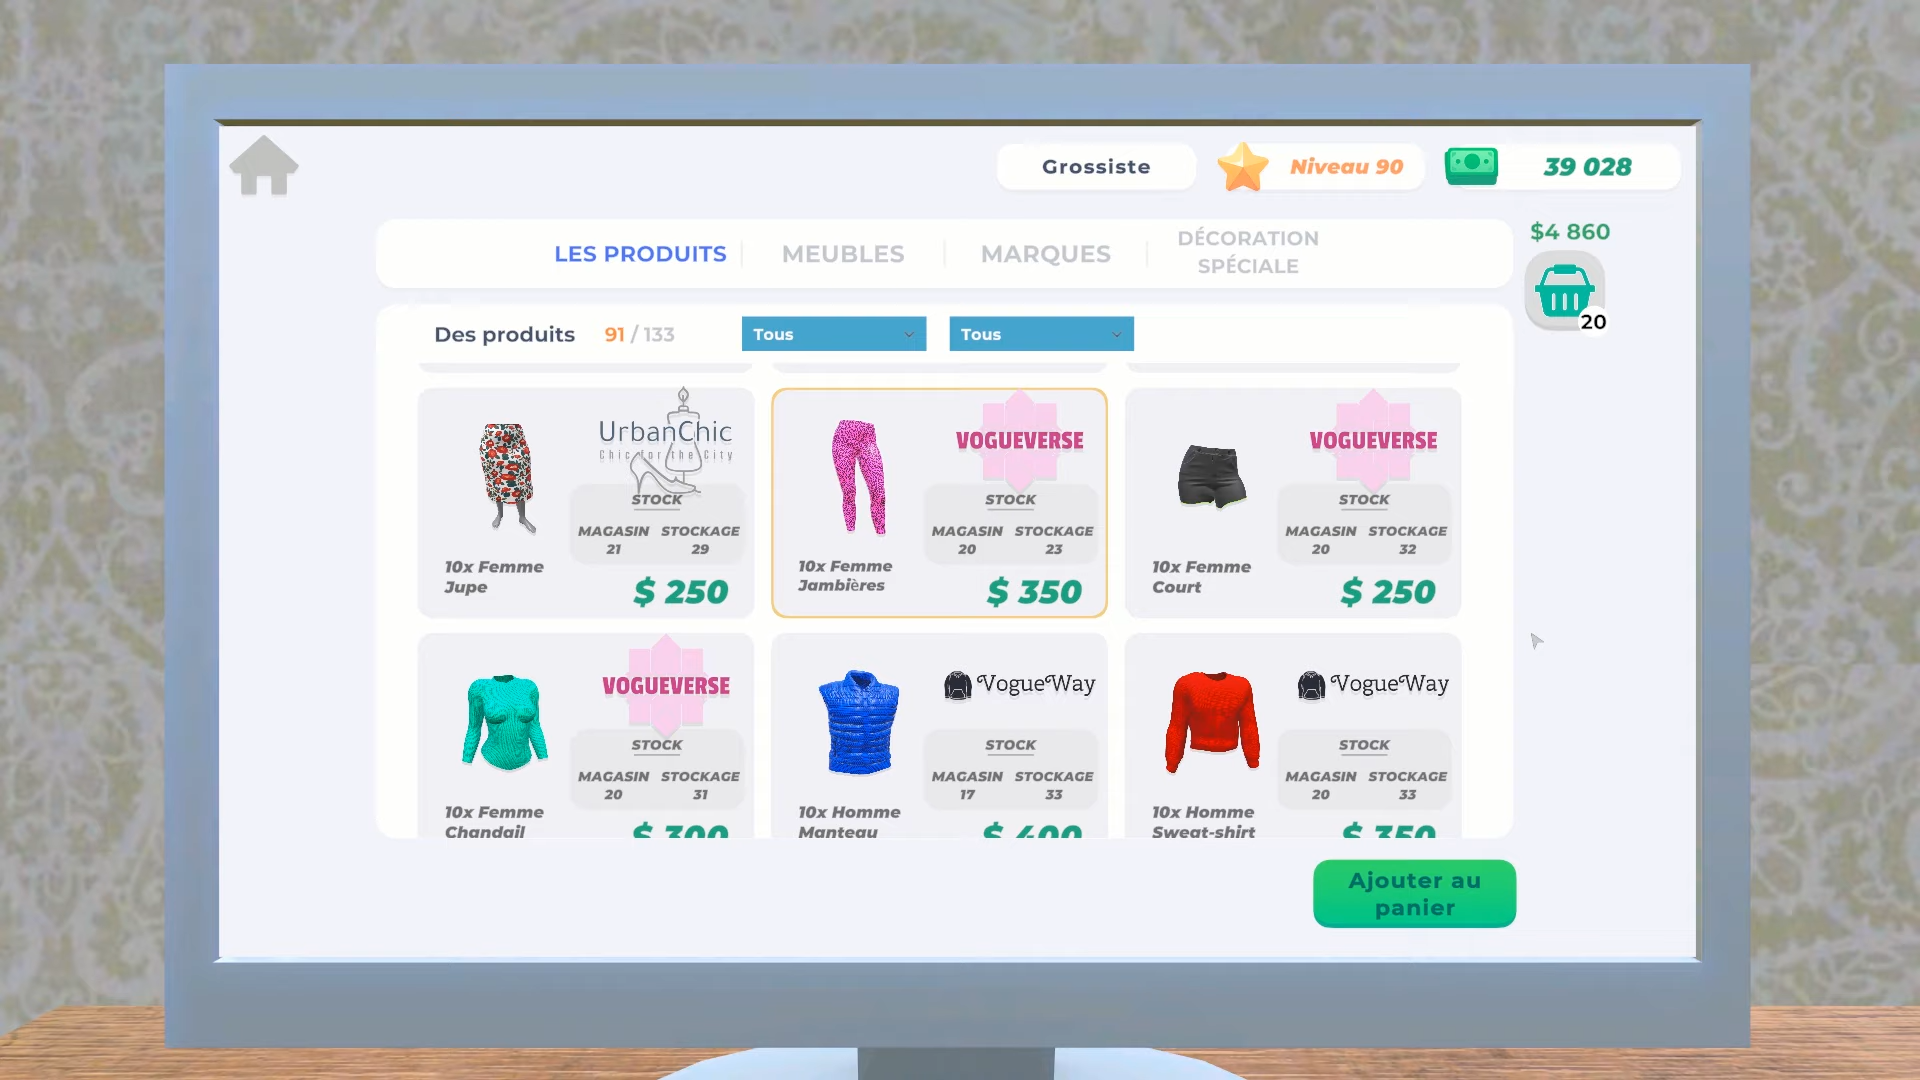 Grossiste
Niveau 90
39 028
$4 860
20
LES PRODUITS
MEUBLES
MARQUES
DÉCORATION
SPÉCIALE
Des produits 91 / 133
Tous
Tous
UrbanChic
Chic for the City
STOCK
MAGASIN STOCKAGE
21 29
10x Femme
Jupe
$ 250
VOGUEVERSE
STOCK
MAGASIN STOCKAGE
20 23
10x Femme
Jambières
$ 350
VOGUEVERSE
STOCK
MAGASIN STOCKAGE
20 32
10x Femme
Court
$ 250
VOGUEVERSE
STOCK
MAGASIN STOCKAGE
20 31
10x Femme
Chandail
$ 300
VogueWay
STOCK
MAGASIN STOCKAGE
17 33
10x Homme
Manteau
$ 400
VogueWay
STOCK
MAGASIN STOCKAGE
20 33
10x Homme
Sweat-shirt
$ 350
Ajouter au
panier